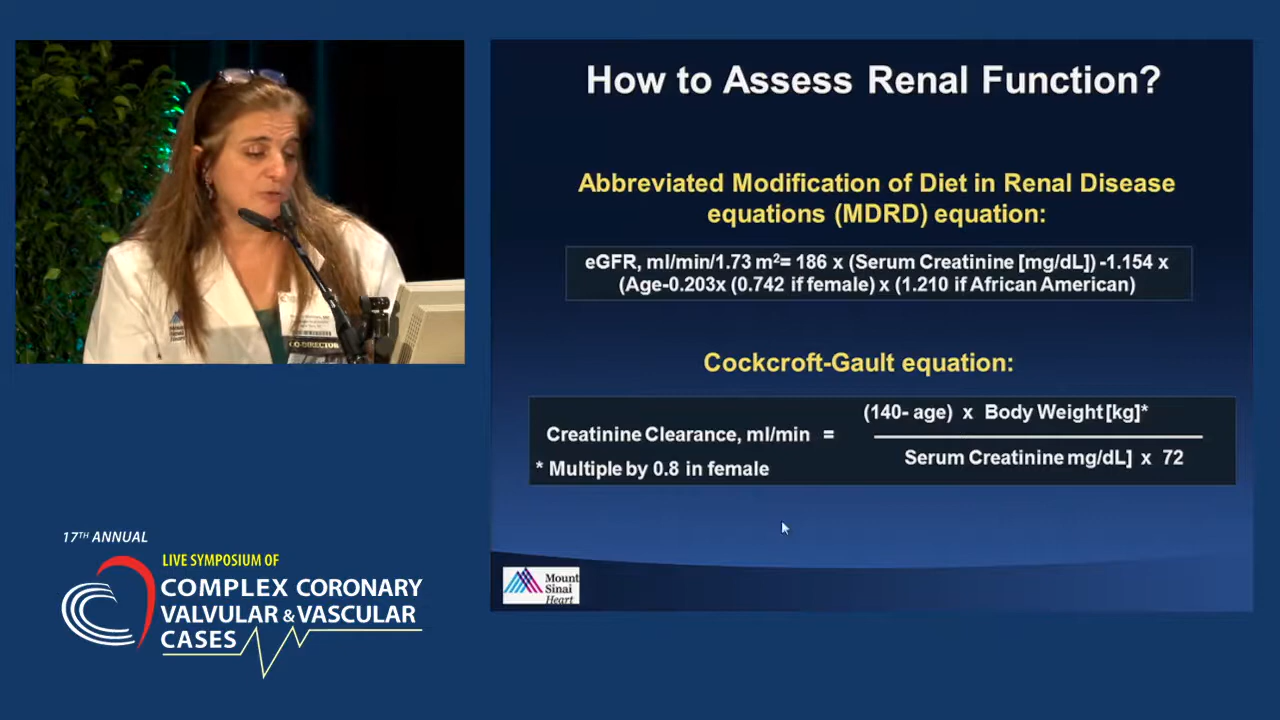 How to Assess Renal Function?
Abbreviated Modification of Diet in Renal Disease
equations (MDRD) equation:
eGFR, ml/min/1.73 m²= 186 x (Serum Creatinine [mg/dL]) -1.154 x
(Age-0.203x (0.742 if female) x (1.210 if African American)
Cockcroft-Gault equation:
(140- age) x Body Weight [kg]*
Creatinine Clearance, ml/min =
Serum Creatinine mg/dL] x 72
* Multiple by 0.8 in female
Mount
Sinai
Heart
CO-DIRECTOR
17TH ANNUAL
LIVE SYMPOSIUM OF
COMPLEX CORONARY
VALVULAR & VASCULAR
CASES